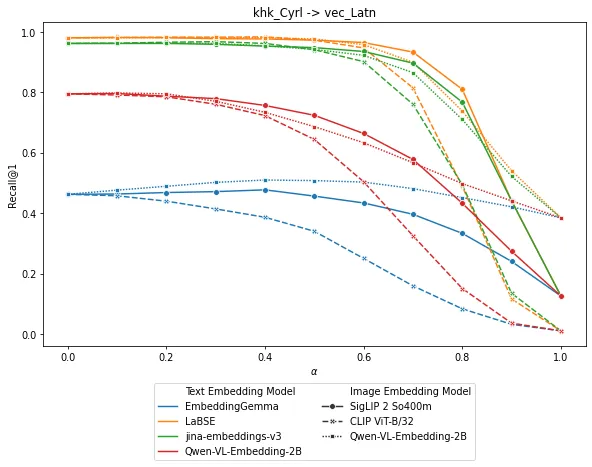 khk_Cyrl -> vec_Latn
Recall@1
1.0
0.8
0.6
0.4
0.2
0.0
0.0 0.2 0.4 0.6 0.8 1.0
α
Text Embedding Model
EmbeddingGemma
LaBSE
jina-embeddings-v3
Qwen-VL-Embedding-2B
Image Embedding Model
SigLIP 2 So400m
CLIP ViT-B/32
Qwen-VL-Embedding-2B